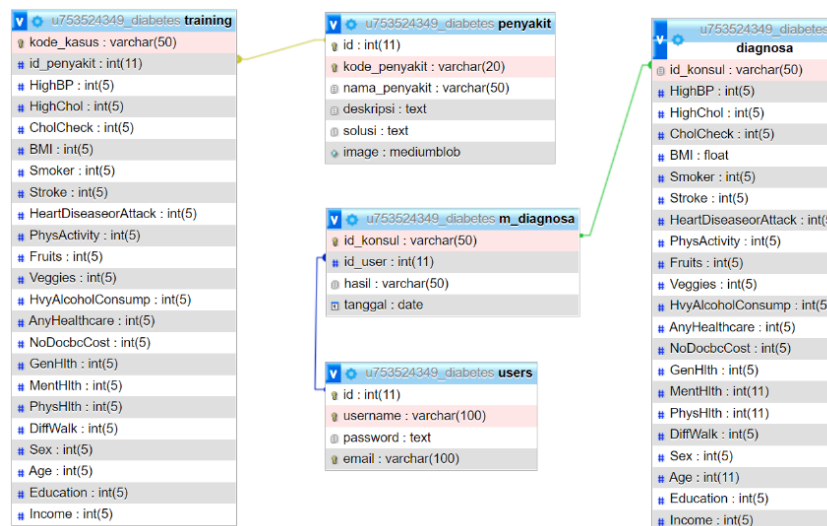 u753524349_diabetes training
kode_kasus : varchar(50)
id_penyakit : int(11)
HighBP : int(5)
HighChol : int(5)
CholCheck : int(5)
BMI : int(5)
Smoker : int(5)
Stroke : int(5)
HeartDiseaseorAttack : int(5)
PhysActivity : int(5)
Fruits : int(5)
Veggies : int(5)
HvyAlcoholConsump : int(5)
AnyHealthcare : int(5)
NoDocbcCost : int(5)
GenHlth : int(5)
MentHlth : int(5)
PhysHlth : int(5)
DiffWalk : int(5)
Sex : int(5)
Age : int(5)
Education : int(5)
Income : int(5)
u753524349_diabetes penyakit
id : int(11)
kode_penyakit : varchar(20)
nama_penyakit : varchar(50)
deskripsi : text
solusi : text
image : mediumblob
u753524349_diabetes m_diagnosa
id_konsul : varchar(50)
id_user : int(11)
hasil : varchar(50)
tanggal : date
u753524349_diabetes users
id : int(11)
username : varchar(100)
password : text
email : varchar(100)
u753524349_diabetes
diagnosa
id_konsul : varchar(50)
HighBP : int(5)
HighChol : int(5)
CholCheck : int(5)
BMI : float
Smoker : int(5)
Stroke : int(5)
HeartDiseaseorAttack : int(5
PhysActivity : int(5)
Fruits : int(5)
Veggies : int(5)
HvyAlcoholConsump : int(5
AnyHealthcare : int(5)
NoDocbcCost : int(5)
GenHlth : int(5)
MentHlth : int(11)
PhysHlth : int(11)
DiffWalk : int(5)
Sex : int(5)
Age : int(11)
Education : int(5)
Income : int(5)